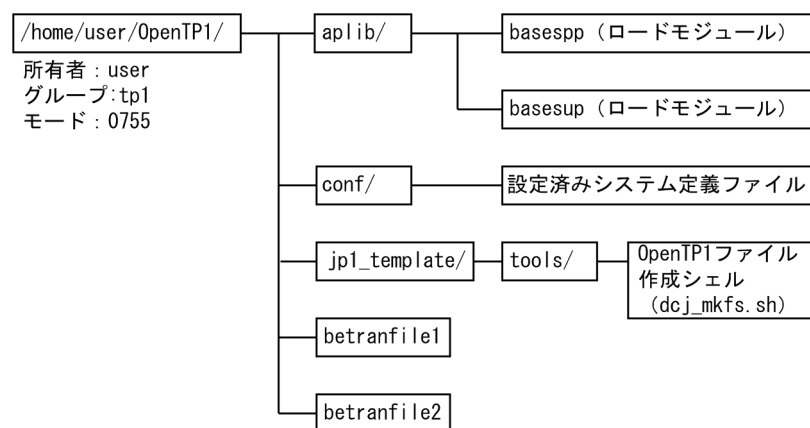 /home/user/OpenTP1/
所有者：user
グループ:tp1
モード：0755
aplib/
basespp（ロードモジュール）
basesup（ロードモジュール）
conf/
設定済みシステム定義ファイル
jp1_template/
tools/
OpenTP1ファイル
作成シェル
（dcj_mkfs.sh）
betranfile1
betranfile2